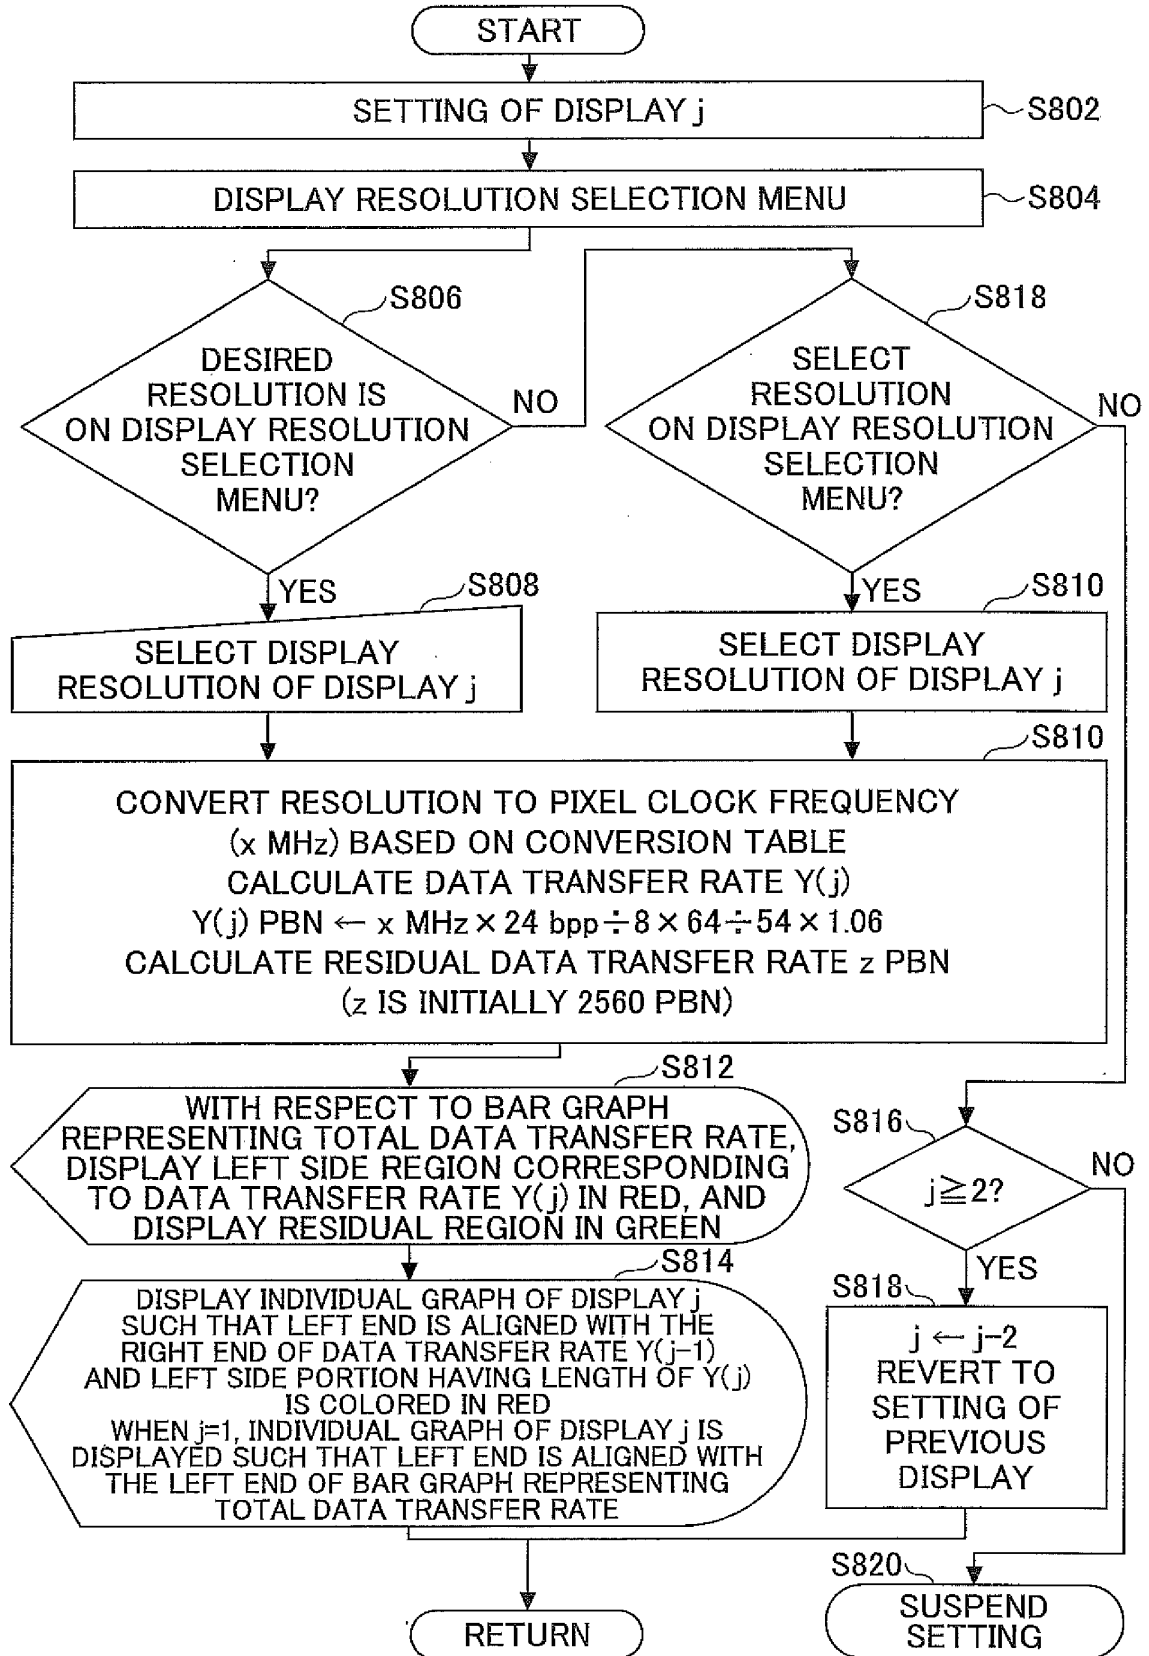 START
SETTING OF DISPLAY j
S802
DISPLAY RESOLUTION SELECTION MENU
S804
S806
DESIRED
RESOLUTION IS
ON DISPLAY RESOLUTION
SELECTION
MENU?
NO
YES
S818
SELECT
RESOLUTION
ON DISPLAY RESOLUTION
SELECTION
MENU?
NO
YES
S808
SELECT DISPLAY
RESOLUTION OF DISPLAY j
S810
SELECT DISPLAY
RESOLUTION OF DISPLAY j
S810
CONVERT RESOLUTION TO PIXEL CLOCK FREQUENCY
(x MHz) BASED ON CONVERSION TABLE
CALCULATE DATA TRANSFER RATE Y(j)
Y(j) PBN ← x MHz × 24 bpp ÷ 8 × 64 ÷ 54 × 1.06
CALCULATE RESIDUAL DATA TRANSFER RATE z PBN
(z IS INITIALLY 2560 PBN)
S812
WITH RESPECT TO BAR GRAPH
REPRESENTING TOTAL DATA TRANSFER RATE,
DISPLAY LEFT SIDE REGION CORRESPONDING
TO DATA TRANSFER RATE Y(j) IN RED, AND
DISPLAY RESIDUAL REGION IN GREEN
S814
DISPLAY INDIVIDUAL GRAPH OF DISPLAY j
SUCH THAT LEFT END IS ALIGNED WITH THE
RIGHT END OF DATA TRANSFER RATE Y(j-1)
AND LEFT SIDE PORTION HAVING LENGTH OF Y(j)
IS COLORED IN RED
WHEN j=1, INDIVIDUAL GRAPH OF DISPLAY j IS
DISPLAYED SUCH THAT LEFT END IS ALIGNED WITH
THE LEFT END OF BAR GRAPH REPRESENTING
TOTAL DATA TRANSFER RATE
S816
j≧2?
NO
YES
S818
j ← j-2
REVERT TO
SETTING OF
PREVIOUS
DISPLAY
RETURN
S820
SUSPEND
SETTING